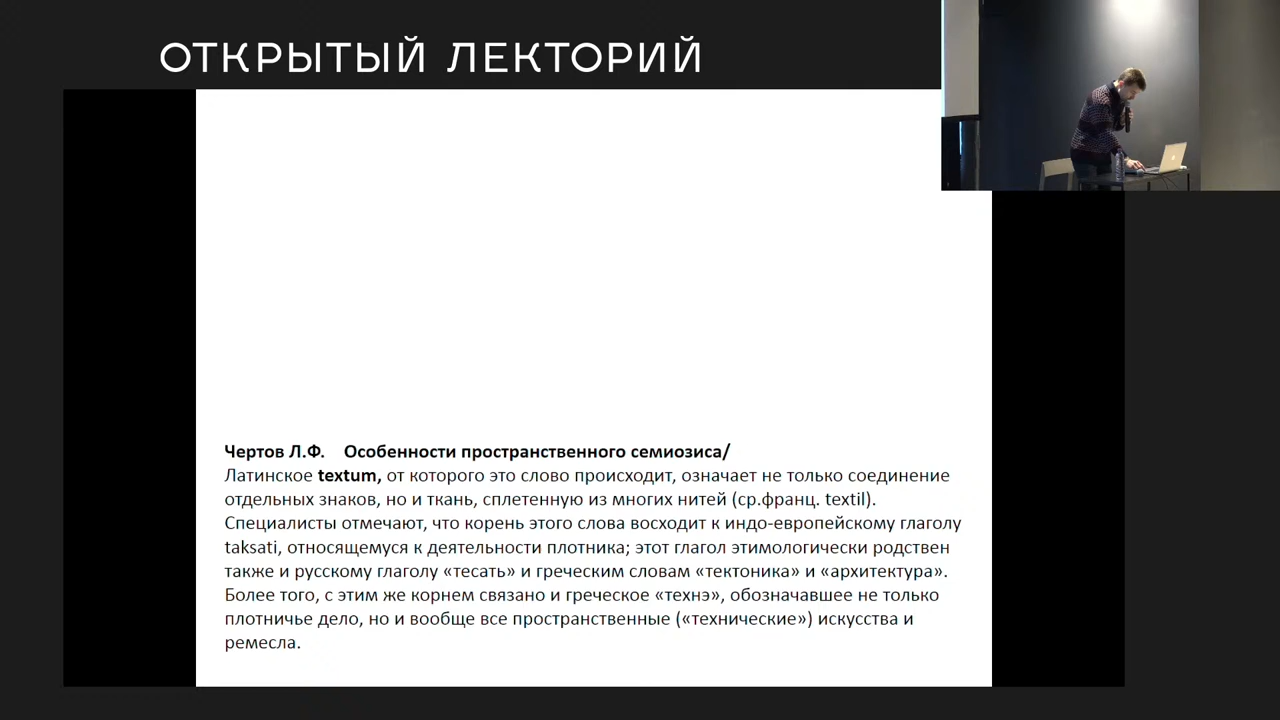 ОТКРЫТЫЙ ЛЕКТОРИЙ
Чертов Л.Ф. Особенности пространственного семиозиса/
Латинское textum, от которого это слово происходит, означает не только соединение
отдельных знаков, но и ткань, сплетенную из многих нитей (ср.франц. textil).
Специалисты отмечают, что корень этого слова восходит к индо-европейскому глаголу
taksati, относящемуся к деятельности плотника; этот глагол этимологически родствен
также и русскому глаголу «тесать» и греческим словам «тектоника» и «архитектура».
Более того, с этим же корнем связано и греческое «технэ», обозначавшее не только
плотничье дело, но и вообще все пространственные («технические») искусства и
ремесла.